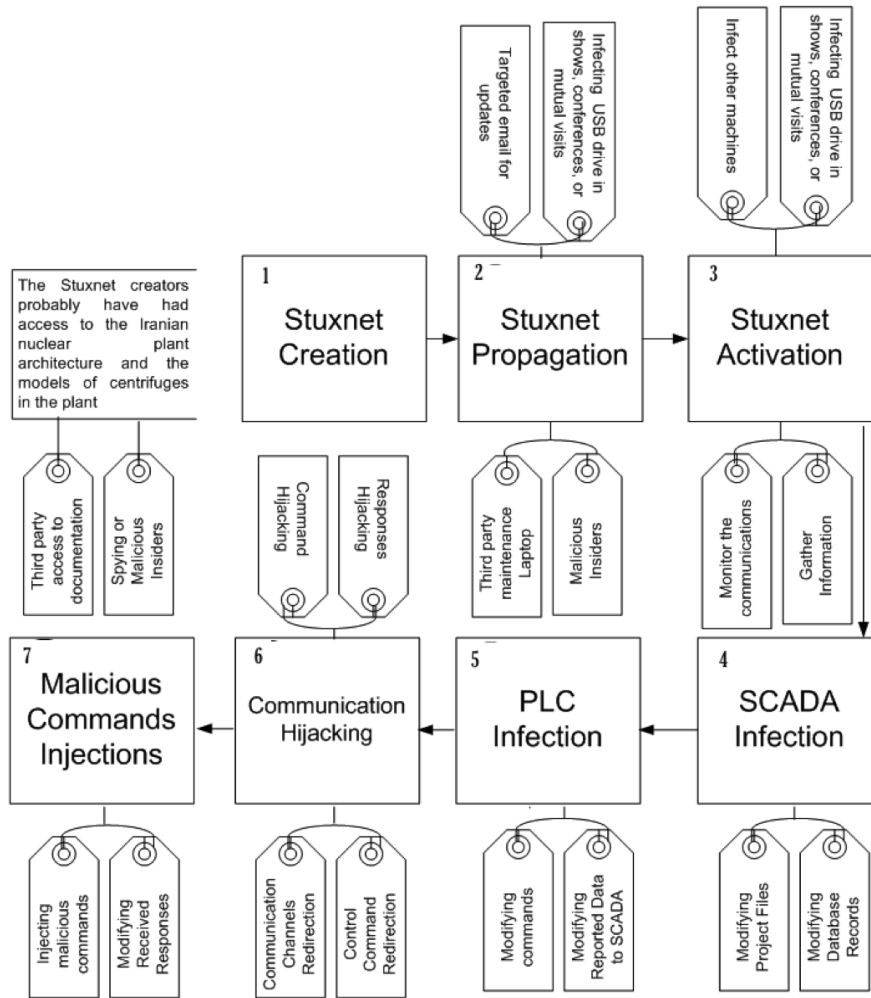 Targeted email for
updates
Infecting USB drive in
shows, conferences, or
mutual visits
Infect other machines
Infecting USB drive in
shows, conferences, or
mutual visits
The Stuxnet creators
probably have had
access to the Iranian
nuclear plant
architecture and the
models of centrifuges
in the plant
1
Stuxnet
Creation
2
Stuxnet
Propagation
3
Stuxnet
Activation
Third party
access to
documentation
Spying or
Malicious
Insiders
Command
Hijacking
Responses
Hijacking
Third party
maintenance
Laptop
Malicious
Insiders
Monitor the
communications
Gather
Information
7
Malicious
Commands
Injections
6
Communication
Hijacking
5
PLC
Infection
4
SCADA
Infection
Injecting
malicious
commands
Modifying
Received
Responses
Communication
Channels
Redirection
Control
Command
Redirection
Modifying
commands
Modifying
Reported Data
to SCADA
Modifying
Project Files
Modifying
Database
Records